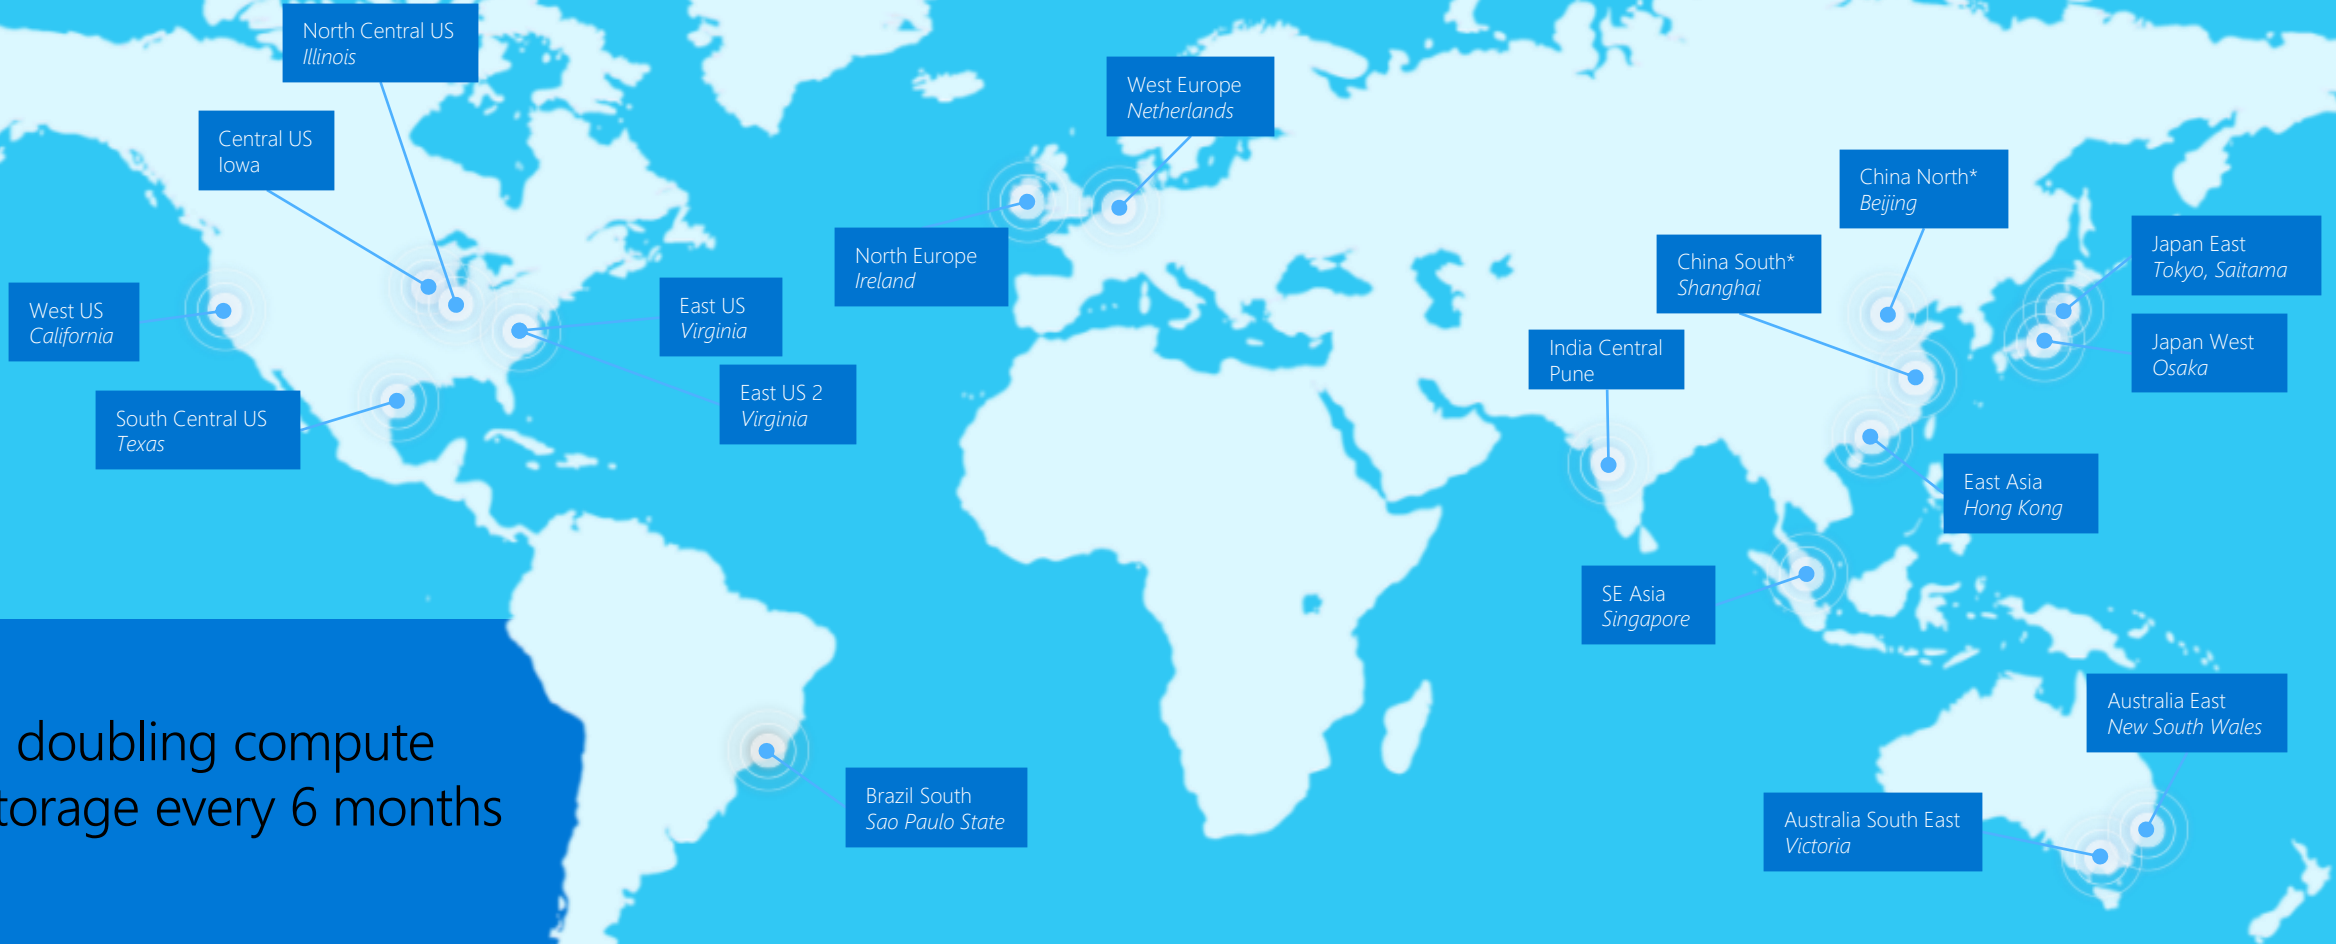 North Central US
Illinois
Central US
Iowa
West US
California
South Central US
Texas
East US
Virginia
East US 2
Virginia
North Europe
Ireland
West Europe
Netherlands
China North*
Beijing
China South*
Shanghai
Japan East
Tokyo, Saitama
Japan West
Osaka
India Central
Pune
East Asia
Hong Kong
SE Asia
Singapore
Australia East
New South Wales
Australia South East
Victoria
Brazil South
Sao Paulo State
doubling compute
torage every 6 months